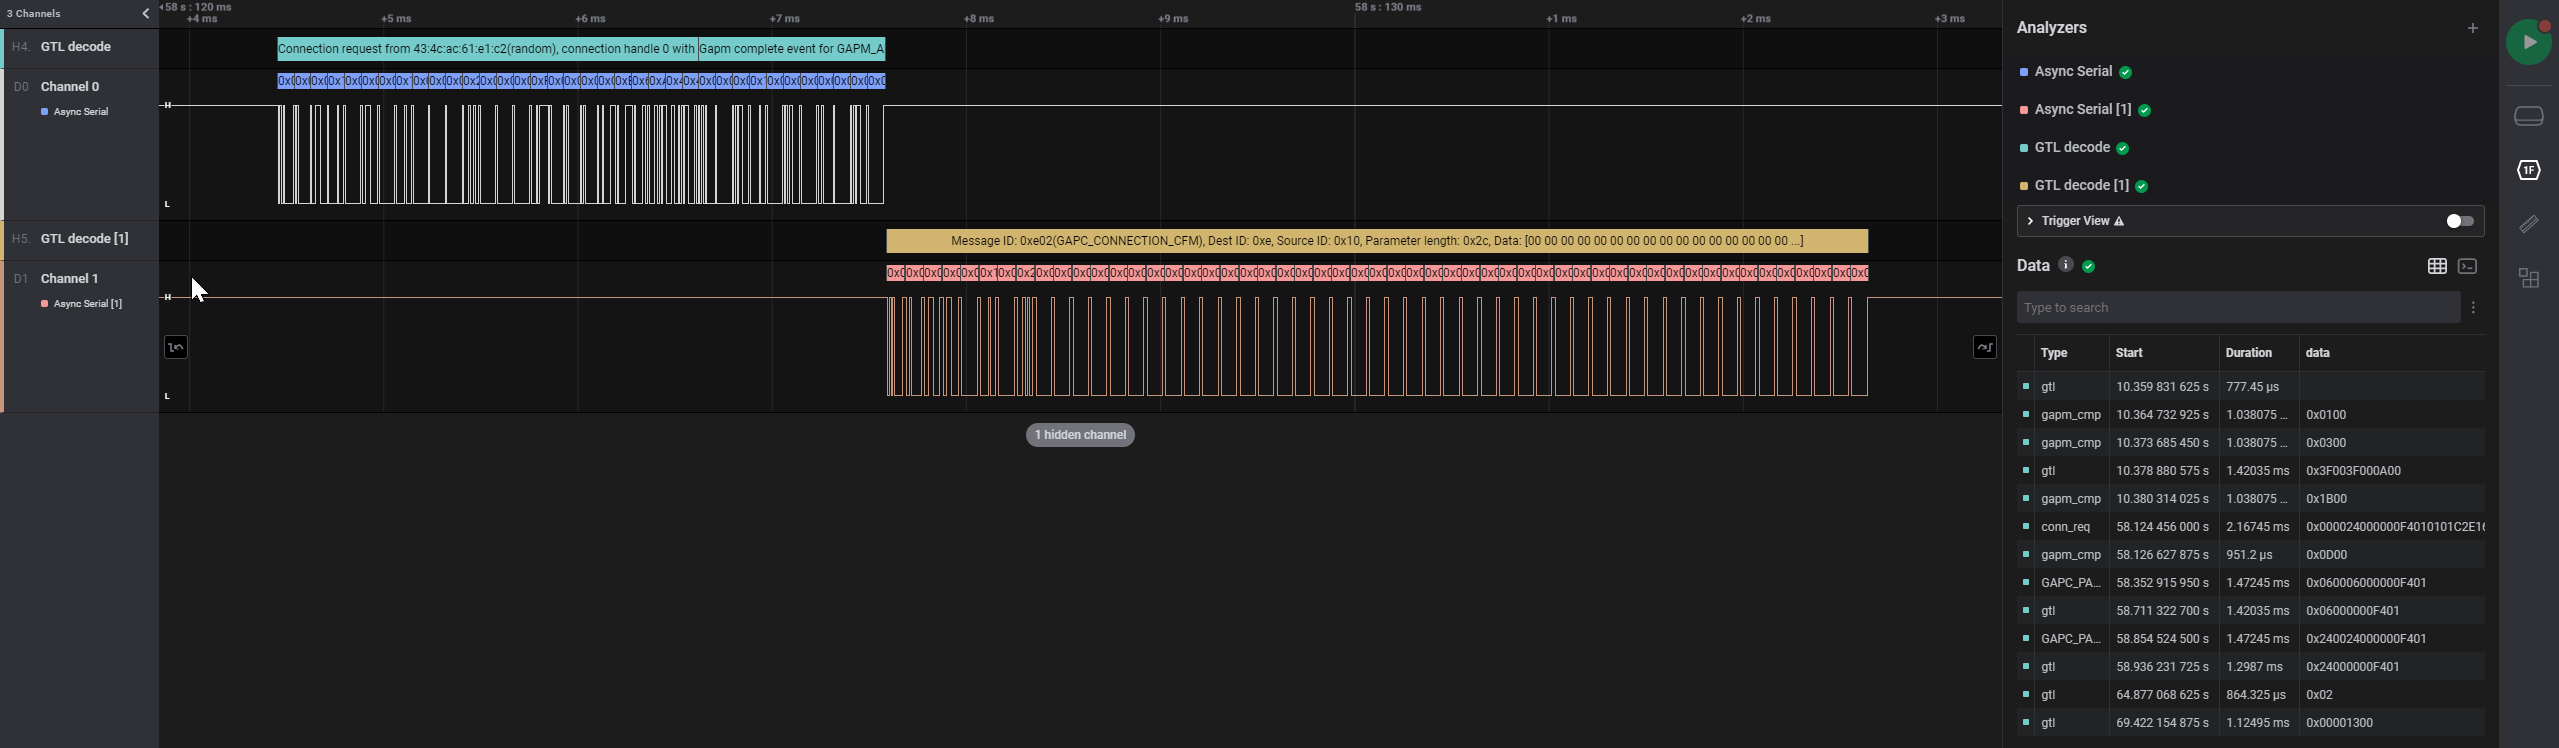 3 Channels
58 s : 120 ms
+4 ms
+5 ms
+6 ms
+7 ms
+8 ms
+9 ms
58 s : 130 ms
+1 ms
+2 ms
+3 ms
H4. GTL decode
Connection request from 43:4c:ac:61:e1:c2(random), connection handle 0 with
Gapm complete event for GAPM_A
D0 Channel 0
Async Serial
H
L
H5. GTL decode [1]
Message ID: 0xe02(GAPC_CONNECTION_CFM), Dest ID: 0xe, Source ID: 0x10, Parameter length: 0x2c, Data: [00 00 00 00 00 00 00 00 00 00 00 00 00 00 00 00 ...]
D1 Channel 1
Async Serial [1]
H
L
1 hidden channel
Analyzers
Async Serial
Async Serial [1]
GTL decode
GTL decode [1]
Trigger View
Data
Type to search
Type Start Duration data
gtl 10.359 831 625 s 777.45 µs
gapm_cmp 10.364 732 925 s 1.038075 ... 0x0100
gapm_cmp 10.373 685 450 s 1.038075 ... 0x0300
gtl 10.378 880 575 s 1.42035 ms 0x3F003F000A00
gapm_cmp 10.380 314 025 s 1.038075 ... 0x1B00
conn_req 58.124 456 000 s 2.16745 ms 0x000024000000F4010101C2E16
gapm_cmp 58.126 627 875 s 951.2 µs 0x0D00
GAPC_PA... 58.352 915 950 s 1.47245 ms 0x060006000000F401
gtl 58.711 322 700 s 1.42035 ms 0x06000000F401
GAPC_PA... 58.854 524 500 s 1.47245 ms 0x240024000000F401
gtl 58.936 231 725 s 1.2987 ms 0x24000000F401
gtl 64.877 068 625 s 864.325 µs 0x02
gtl 69.422 154 875 s 1.12495 ms 0x00001300
1F